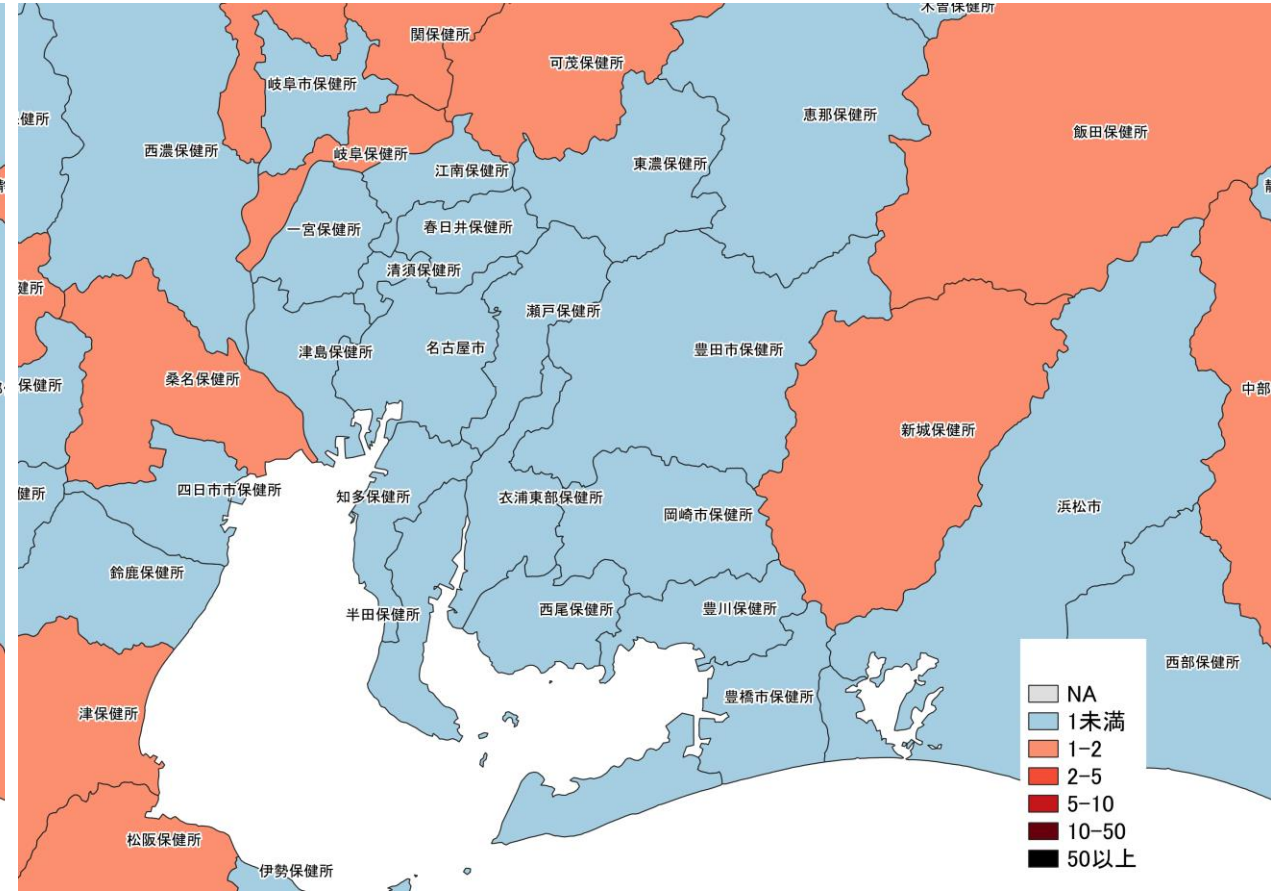 木曽保健所
関保健所
可茂保健所
岐阜市保健所
恵那保健所
保健所
飯田保健所
西濃保健所
岐阜保健所
江南保健所
東濃保健所
一宮保健所
春日井保健所
清須保健所
健所
瀬戸保健所
津島保健所
名古屋市
豊田市保健所
桑名保健所
保健所
中部
新城保健所
四日市市保健所
健所
知多保健所
衣浦東部保健所
岡崎市保健所
浜松市
鈴鹿保健所
半田保健所
西尾保健所
豊川保健所
西部保健所
豊橋市保健所
津保健所
松阪保健所
伊勢保健所
NA
1未満
1-2
2-5
5-10
10-50
50以上